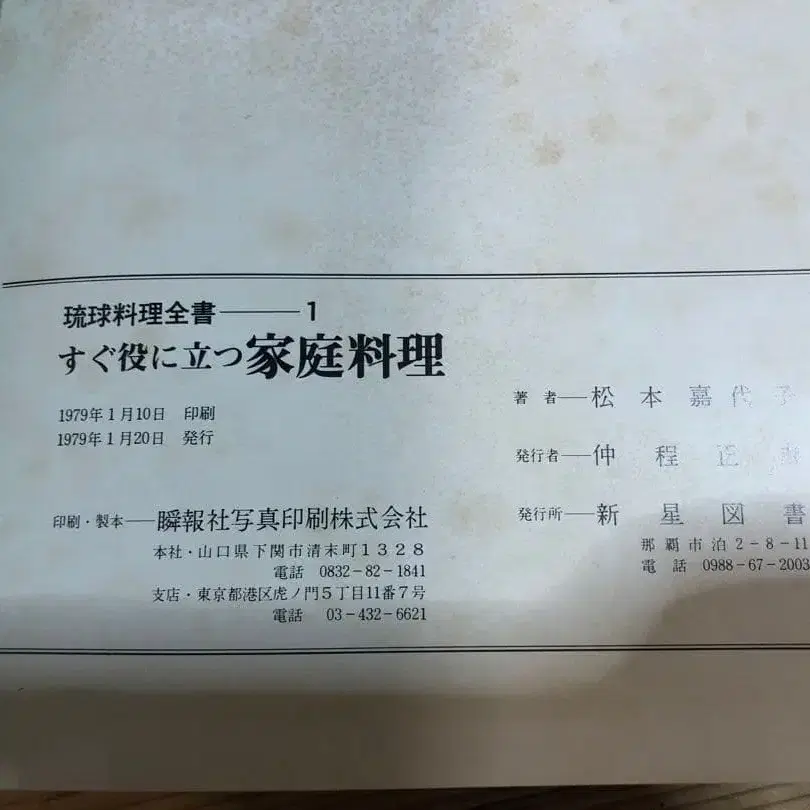 琉球料理全書——1
すぐ役に立つ家庭料理
1979年1月10日 印刷
1979年1月20日 発行
印刷・製本—瞬報社写真印刷株式会社
本社・山口県下関市清末町1328
電話 0832-82-1841
支店・東京都港区虎ノ門5丁目11番7号
電話 03-432-6621
著者—松本嘉代子
発行者—仲程正
発行所—新星図書
那覇市泊2-8-11
電話 0988-67-2003